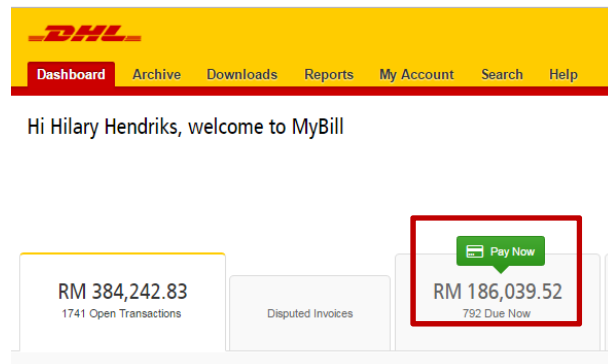 DHL
Dashboard Archive Downloads Reports My Account Search Help
Hi Hilary Hendriks, welcome to MyBill
Pay Now
RM 384,242.83
1741 Open Transactions
Disputed Invoices
RM 186,039.52
792 Due Now